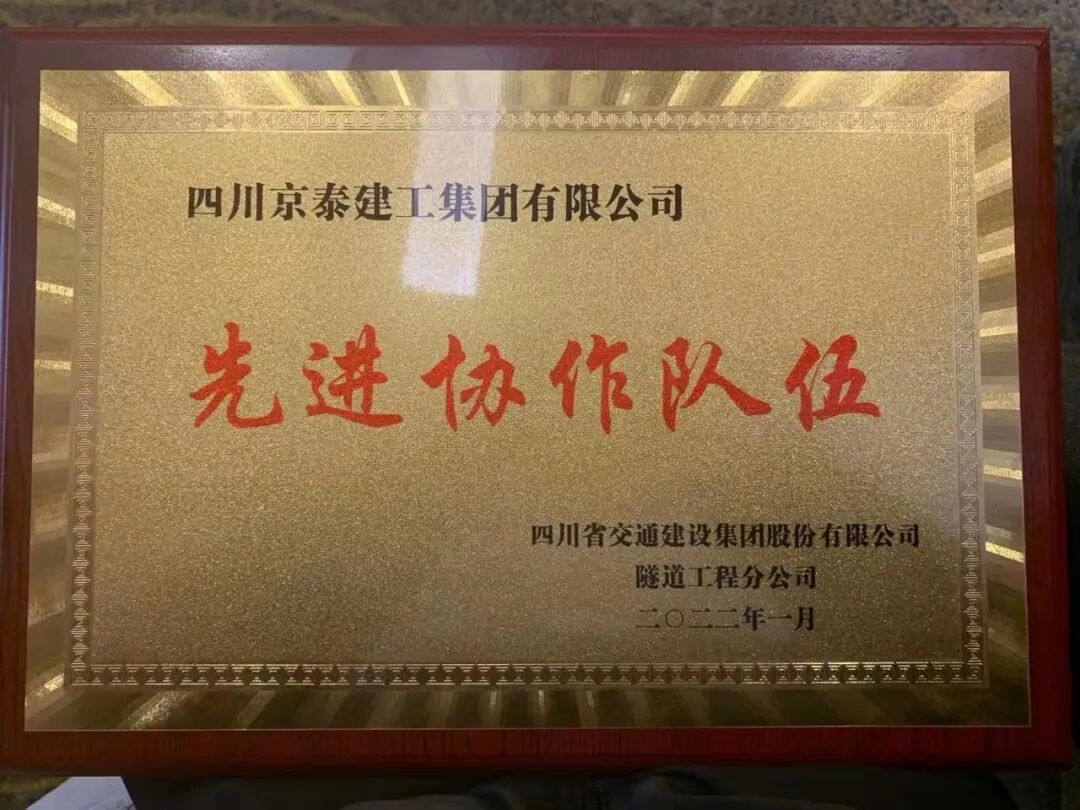 四川京泰建工集团有限公司
先进协作队伍
四川省交通建设集团股份有限公司
隧道工程分公司
二〇二二年一月